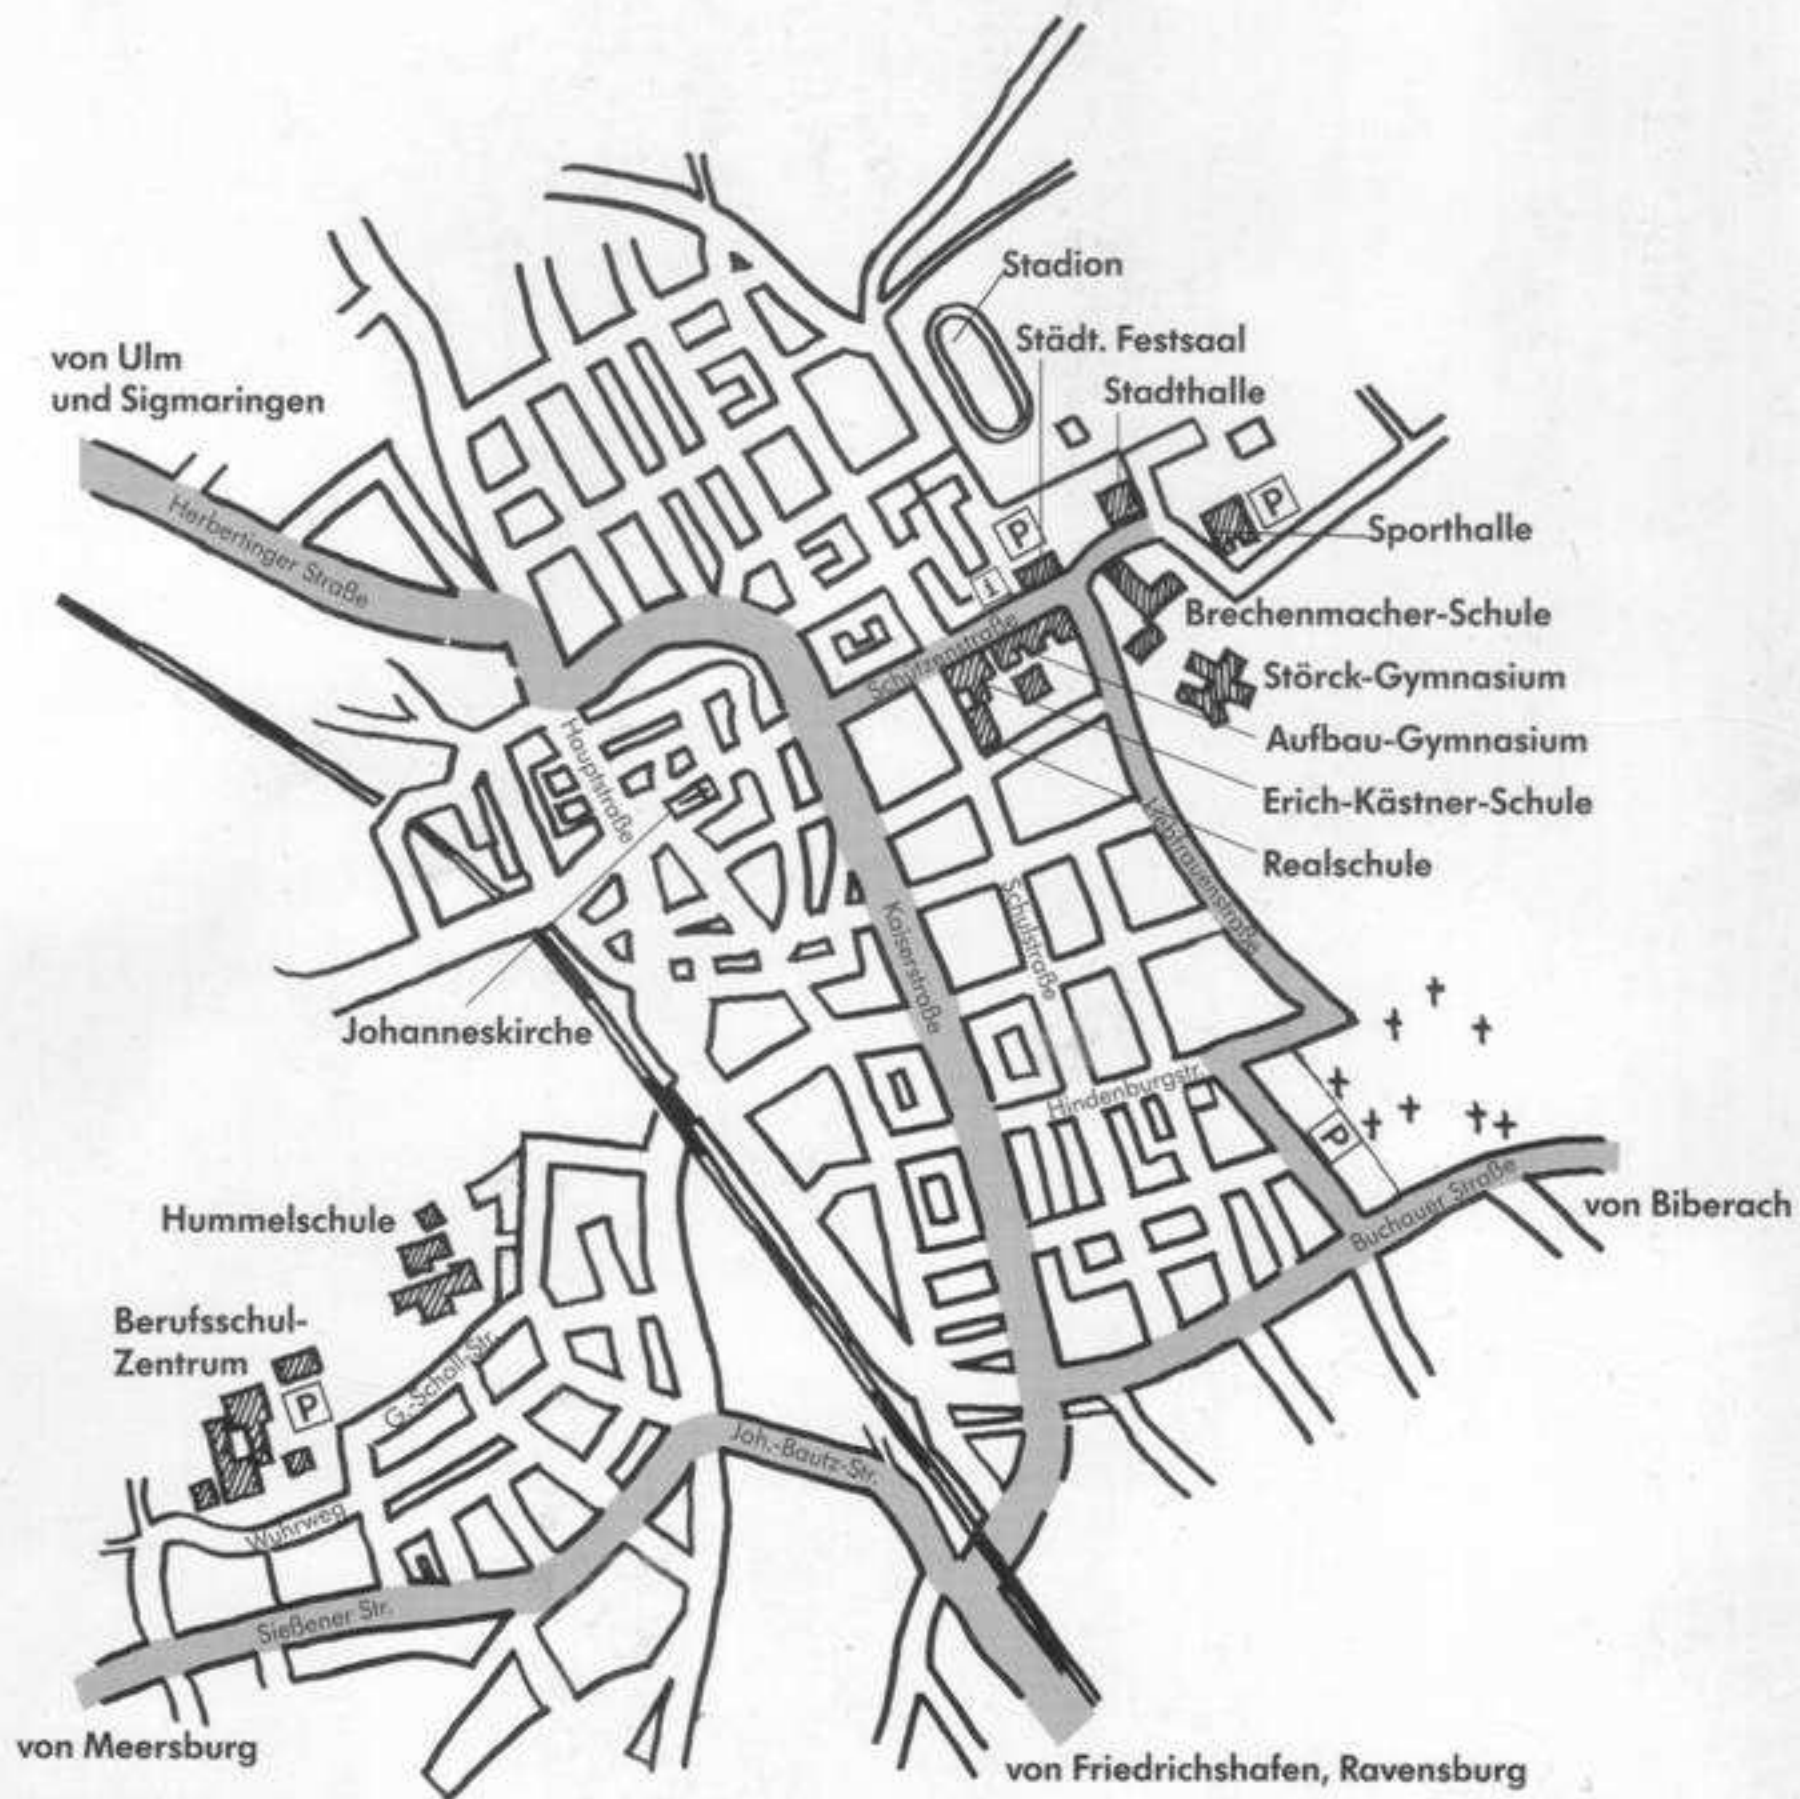 Stadion
Städt. Festsaal
Stadthalle
von Ulm
und Sigmaringen
Herbertinger Straße
P
P
Sporthalle
i
Brechenmacher-Schule
Schützenstraße
Störck-Gymnasium
Aufbau-Gymnasium
Hauptstraße
Erich-Kästner-Schule
Liebfrauenstraße
Realschule
Schulstraße
Kaiserstraße
Johanneskirche
Hindenburgstr.
P
Buchauer Straße
von Biberach
Hummelschule
Berufsschul-
Zentrum
P
G.-Schöll-Str.
Joh.-Bautz-Str.
Wuhrweg
Sießener Str.
von Meersburg
von Friedrichshafen, Ravensburg